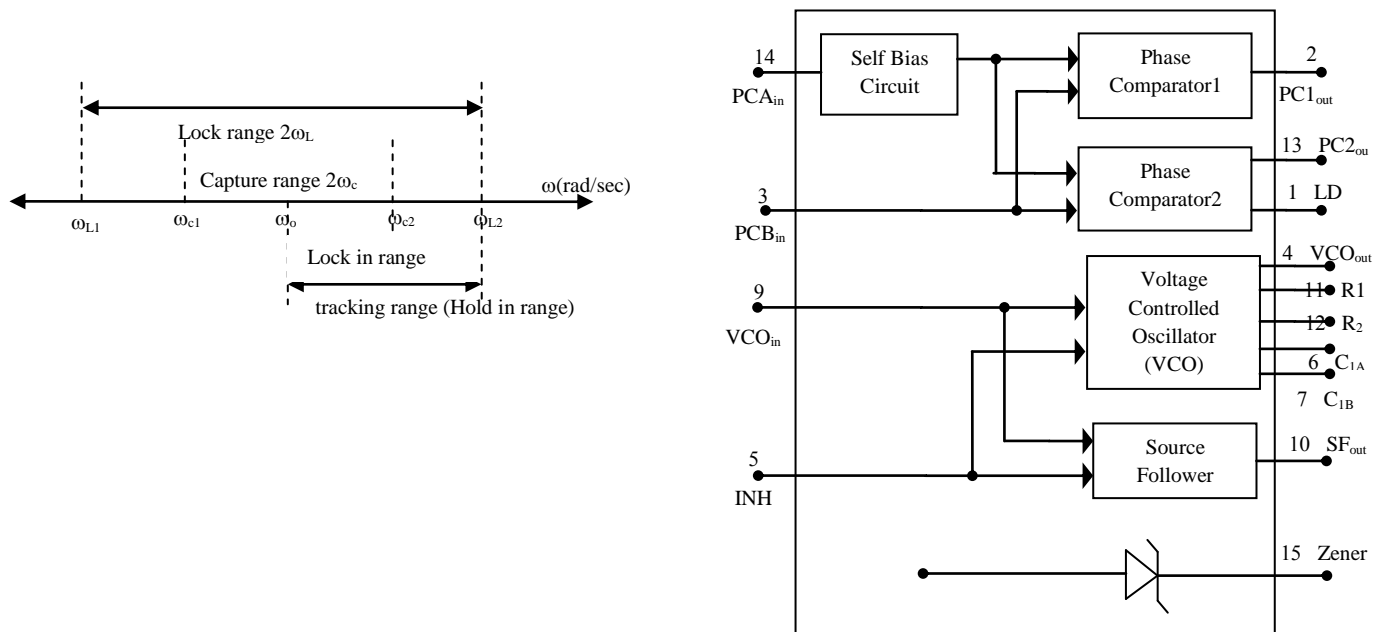 Lock range 2ωL
Capture range 2ωc
ω(rad/sec)
ωL1
ωc1
ωo
ωc2
ωL2
Lock in range
tracking range (Hold in range)
14
PCAin
Self Bias
Circuit
Phase
Comparator1
2
PC1out
3
PCBin
Phase
Comparator2
13 PC2ou
1 LD
9
VCOin
Voltage
Controlled
Oscillator
(VCO)
4 VCOout
11 R1
12 R2
6 C1A
7 C1B
5
INH
Source
Follower
10 SFout
15 Zener